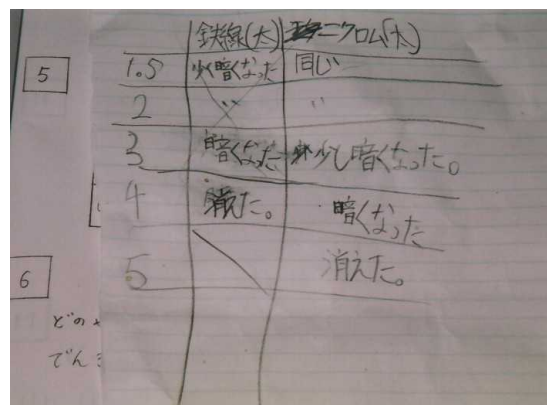 鉄線(太) ニクロム(太)
5
1.5 少く暗くなった 同じ
2 〃 〃
3 暗くなった 少し暗くなった。
4 消えた。 暗くなった
5 消えた。
6
どの
でん